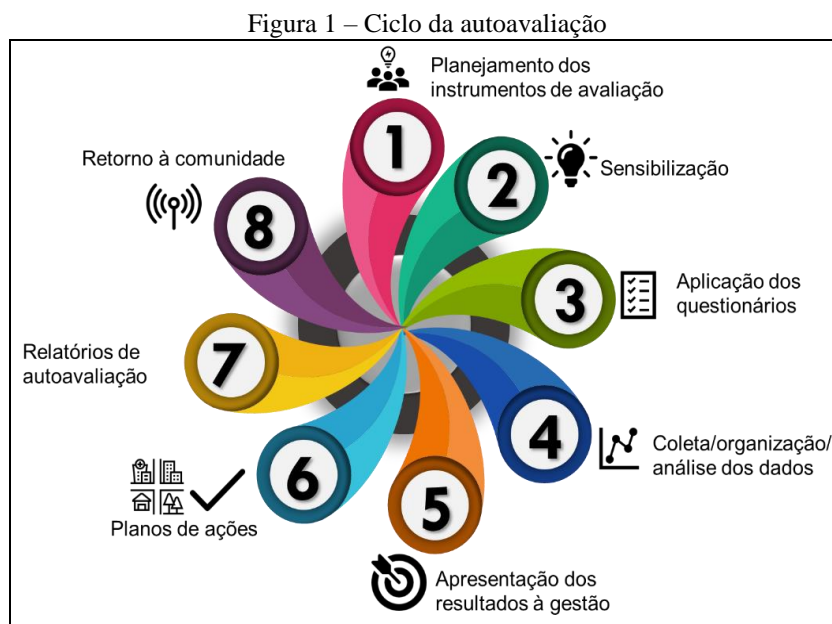 Figura 1 – Ciclo da autoavaliação
1
Planejamento dos
instrumentos de avaliação
2
Sensibilização
3
Aplicação dos
questionários
4
Coleta/organização/
análise dos dados
5
Apresentação dos
resultados à gestão
6
Planos de ações
7
Relatórios de
autoavaliação
8
Retorno à comunidade